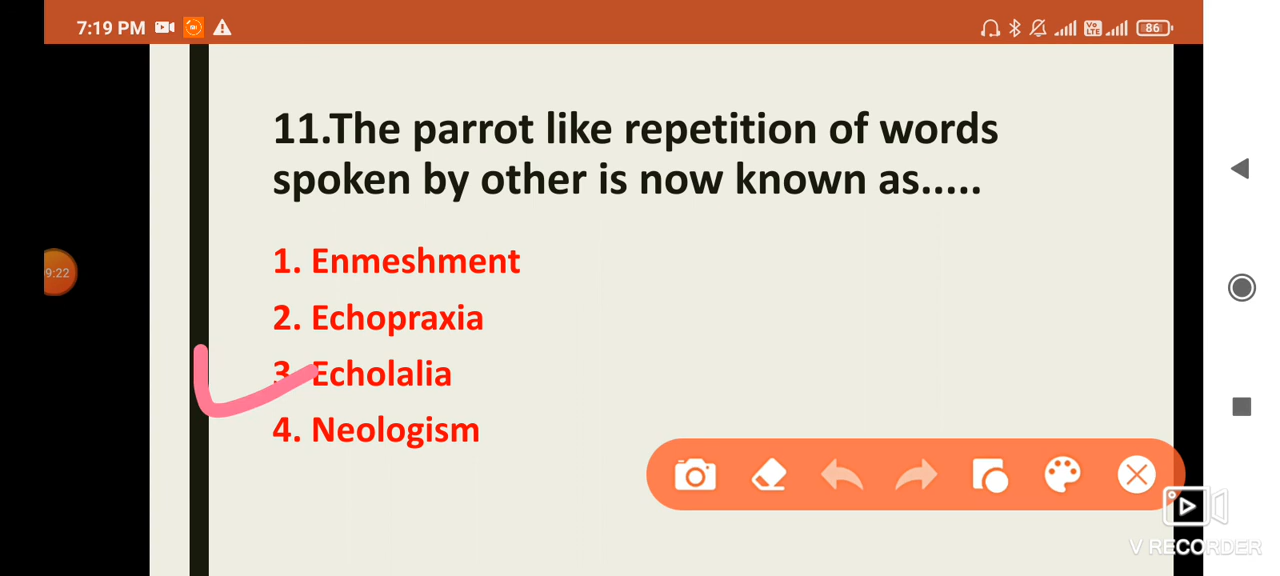 7:19 PM
86
11.The parrot like repetition of words
spoken by other is now known as.....
1. Enmeshment
9:22
2. Echopraxia
3. Echolalia
4. Neologism
V RECORDER